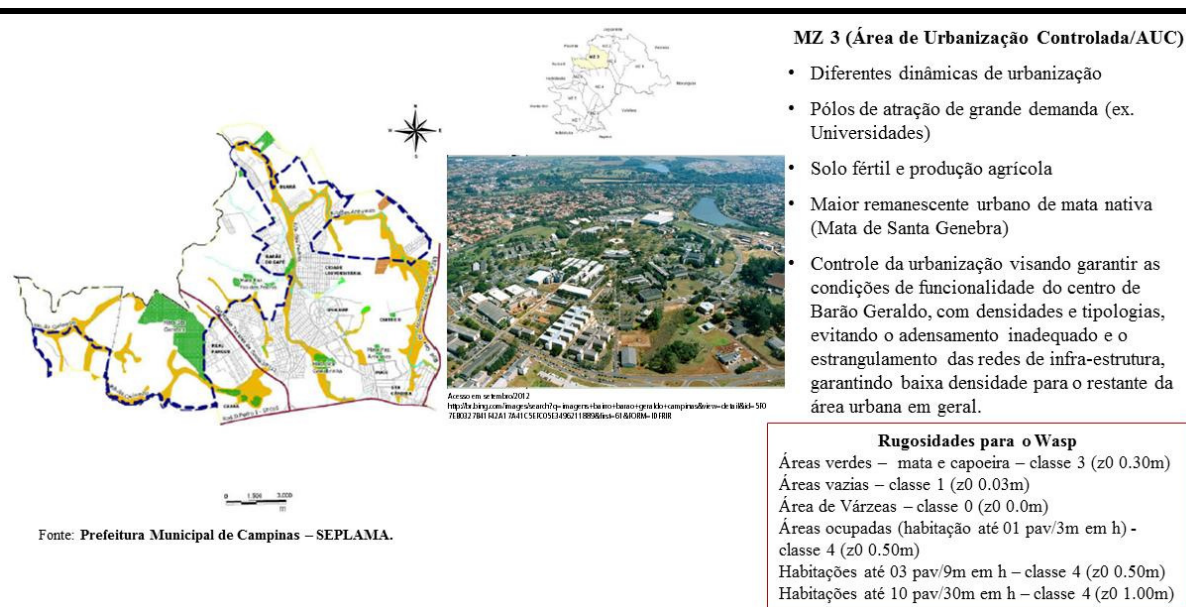 MZ 3 (Área de Urbanização Controlada/AUC)
• Diferentes dinâmicas de urbanização
• Pólos de atração de grande demanda (ex.
Universidades)
• Solo fértil e produção agrícola
• Maior remanescente urbano de mata nativa
(Mata de Santa Genebra)
• Controle da urbanização visando garantir as
condições de funcionalidade do centro de
Barão Geraldo, com densidades e tipologias,
evitando o adensamento inadequado e o
estrangulamento das redes de infra-estrutura,
garantindo baixa densidade para o restante da
área urbana em geral.
Rugosidades para o Wasp
Áreas verdes – mata e capoeira – classe 3 (z0 0.30m)
Áreas vazias – classe 1 (z0 0.03m)
Área de Várzeas – classe 0 (z0 0.0m)
Áreas ocupadas (habitação até 01 pav/3m em h) -
classe 4 (z0 0.50m)
Habitações até 03 pav/9m em h – classe 4 (z0 0.50m)
Habitações até 10 pav/30m em h – classe 4 (z0 1.00m)
Acesso em setembro/2012
GUARÁ
CIDADE
UNIVERSITÁRIA
UNICAMP
REAL
PARQUE
CEASA
MZ 3
Fonte: Prefeitura Municipal de Campinas – SEPLAMA.